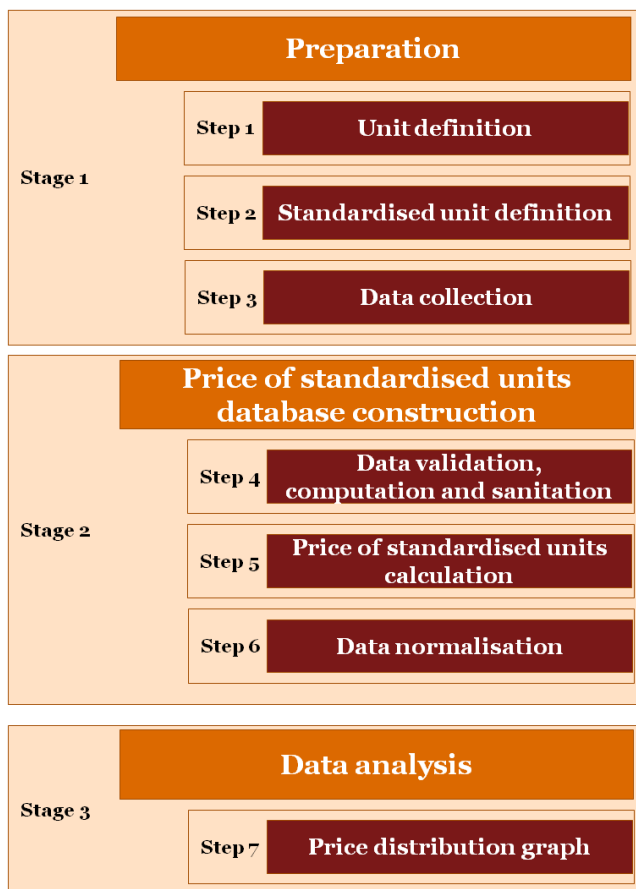 Preparation
Stage 1
Step 1
Unit definition
Step 2
Standardised unit definition
Step 3
Data collection
Price of standardised units
database construction
Stage 2
Step 4
Data validation,
computation and sanitation
Step 5
Price of standardised units
calculation
Step 6
Data normalisation
Data analysis
Stage 3
Step 7
Price distribution graph